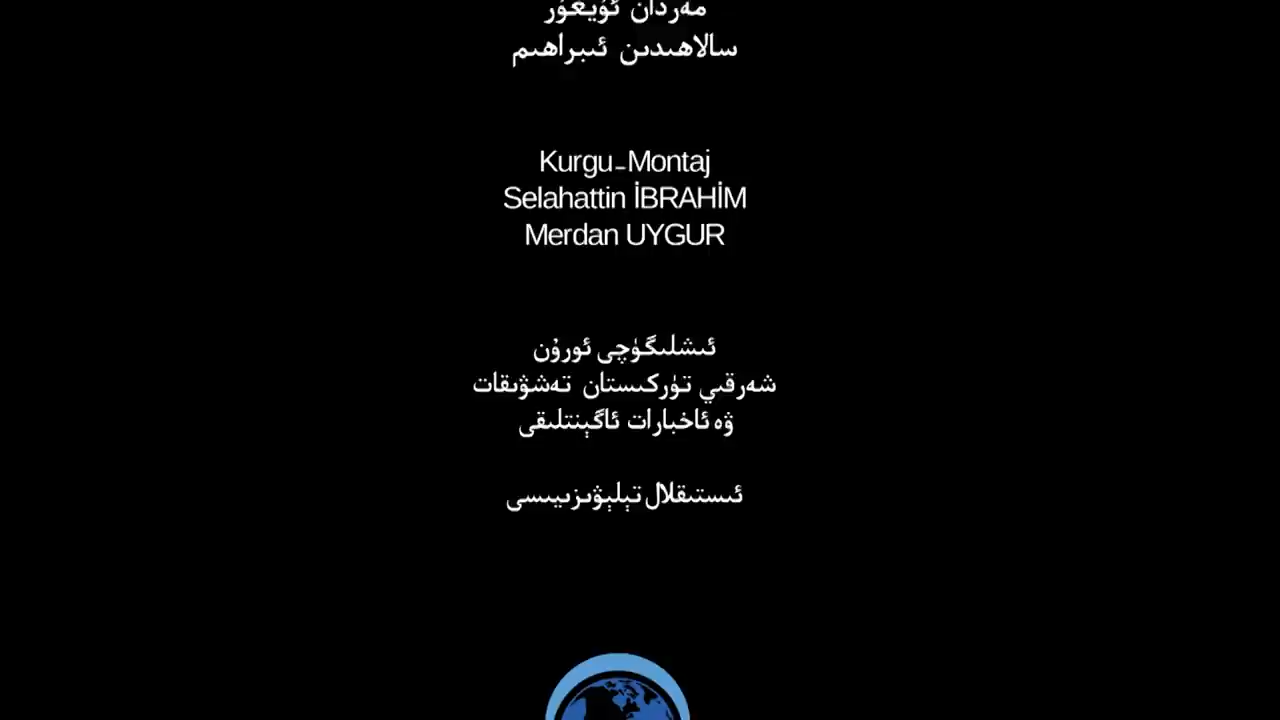 مەردان ئۇيغۇر
سالاھىدىن ئىبراھىم
Kurgu-Montaj
Selahattin İBRAHİM
Merdan UYGUR
ئىشلىگۈچى ئورۇن
شەرقىي تۈركىستان تەشۋىقات
ۋە ئاخبارات ئاگېنتلىقى
ئىستىقلال تېلېۋىزىيىسى